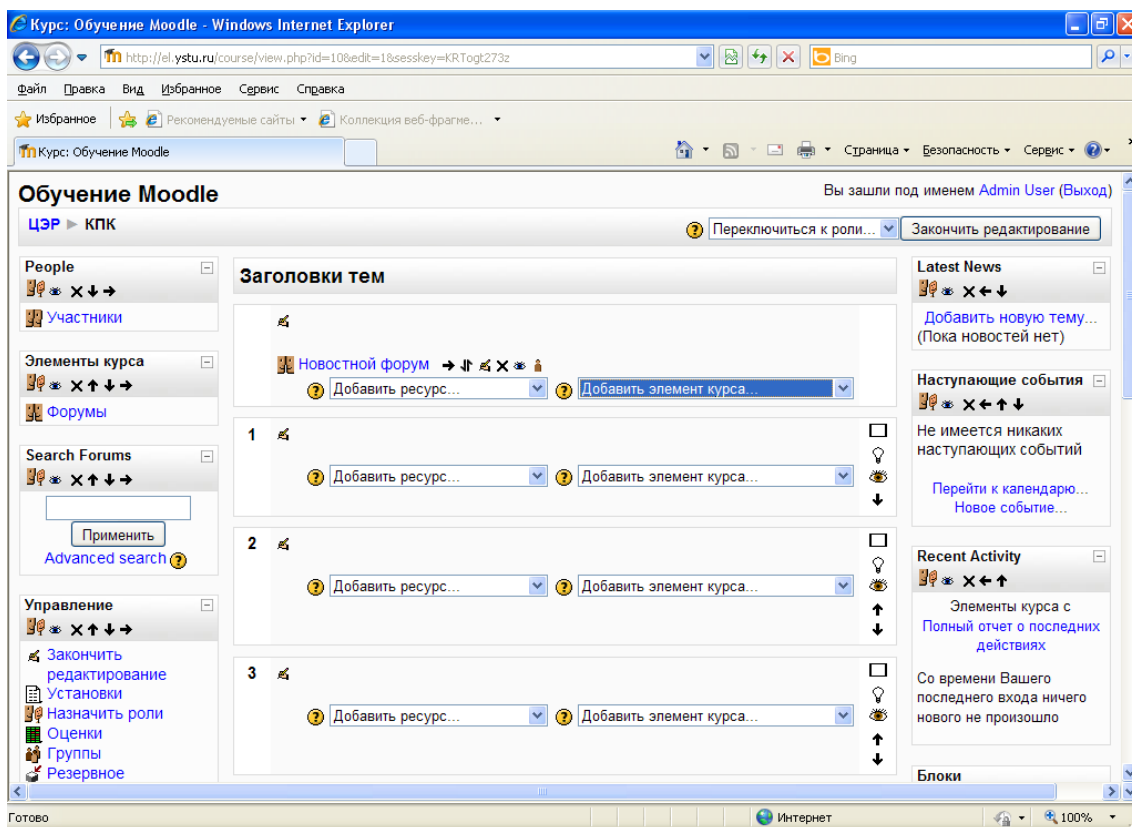 Курс: Обучение Moodle - Windows Internet Explorer
http://el.ystu.ru/course/view.php?id=10&edit=1&sesskey=KRTogt273z
Bing
Файл Правка Вид Избранное Сервис Справка
Избранное Рекомендуемые сайты Коллекция веб-фрагме...
Курс: Обучение Moodle
Страница Безопасность Сервис
Обучение Moodle
Вы зашли под именем Admin User (Выход)
ЦЭР ► КПК
Переключиться к роли... Закончить редактирование
People
Участники
Элементы курса
Форумы
Search Forums
Применить
Advanced search
Управление
Закончить
редактирование
Установки
Назначить роли
Оценки
Группы
Резервное
Заголовки тем
Новостной форум
Добавить ресурс... Добавить элемент курса...
1
Добавить ресурс... Добавить элемент курса...
2
Добавить ресурс... Добавить элемент курса...
3
Добавить ресурс... Добавить элемент курса...
Latest News
Добавить новую тему...
(Пока новостей нет)
Наступающие события
Не имеется никаких
наступающих событий
Перейти к календарю...
Новое событие...
Recent Activity
Элементы курса с
Полный отчет о последних
действиях
Со времени Вашего
последнего входа ничего
нового не произошло
Блоки
Готово
Интернет
100%